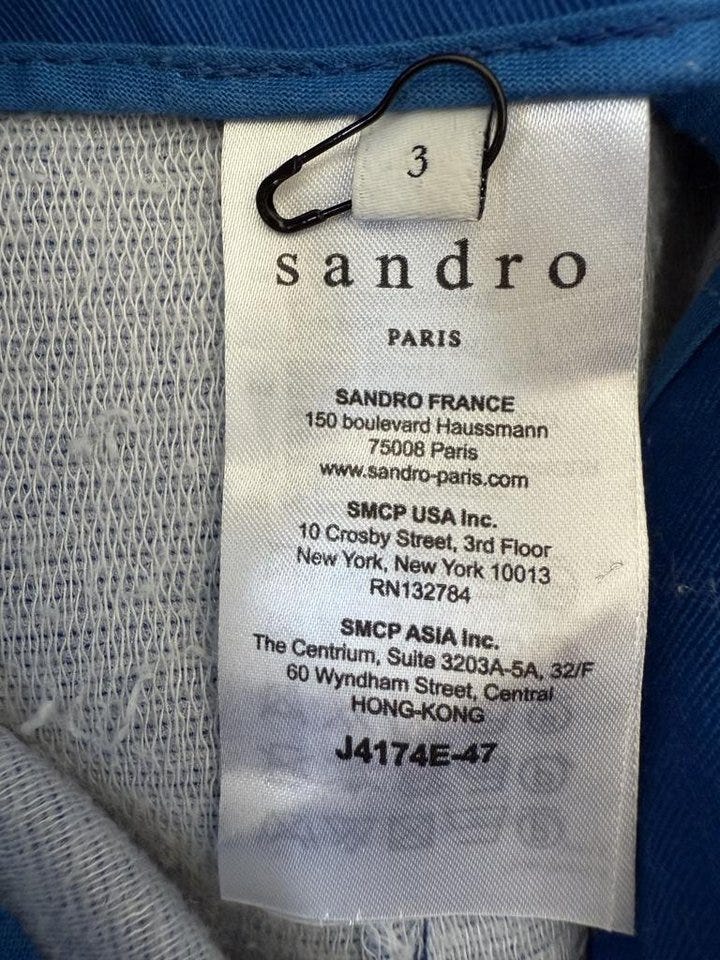 3
sandro
PARIS
SANDRO FRANCE
150 boulevard Haussmann
75008 Paris
www.sandro-paris.com
SMCP USA Inc.
10 Crosby Street, 3rd Floor
New York, New York 10013
RN132784
SMCP ASIA Inc.
The Centrium, Suite 3203A-5A, 32/F
60 Wyndham Street, Central
HONG-KONG
J4174E-47